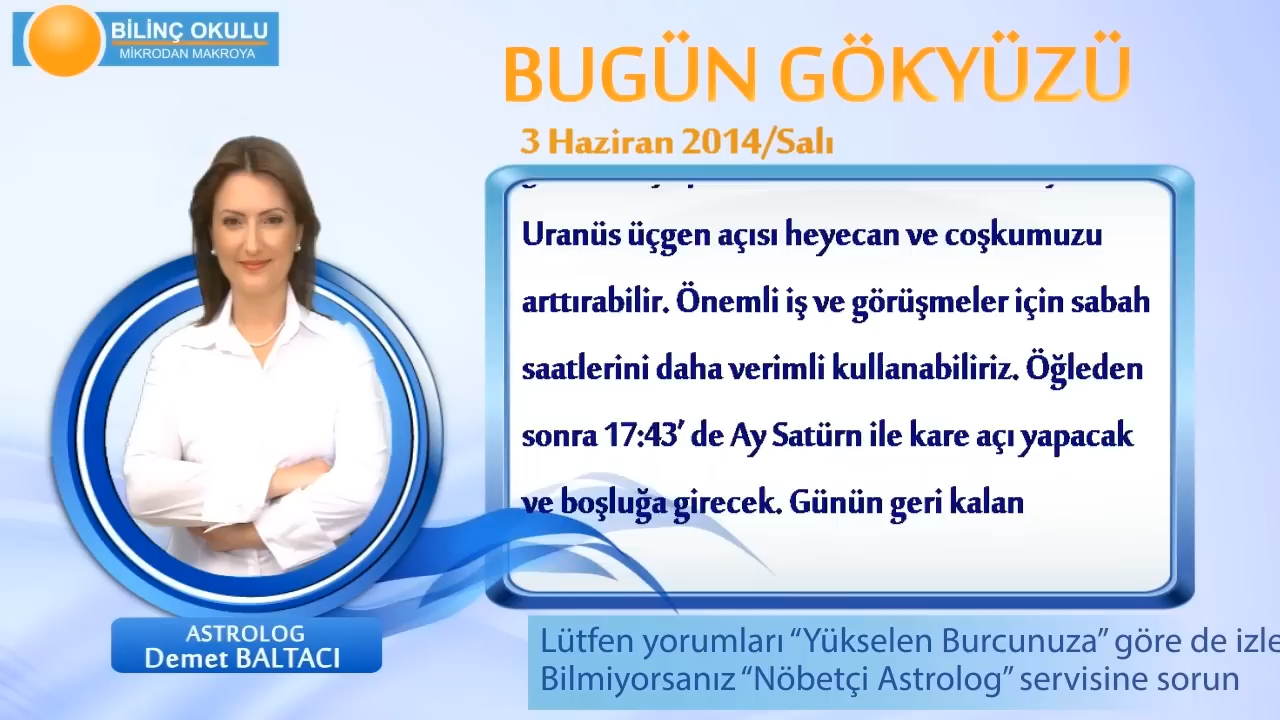 BİLİNÇ OKULU
MİKRODAN MAKROYA
BUGÜN GÖKYÜZÜ
3 Haziran 2014/Salı
Uranüs üçgen açısı heyecan ve coşkumuzu
arttırabilir. Önemli iş ve görüşmeler için sabah
saatlerini daha verimli kullanabiliriz. Öğleden
sonra 17:43’ de Ay Satürn ile kare açı yapacak
ve boşluğa girecek. Günün geri kalan
ASTROLOG
Demet BALTACI
Lütfen yorumları “Yükselen Burcunuza” göre de izle
Bilmiyorsanız “Nöbetçi Astrolog” servisine sorun